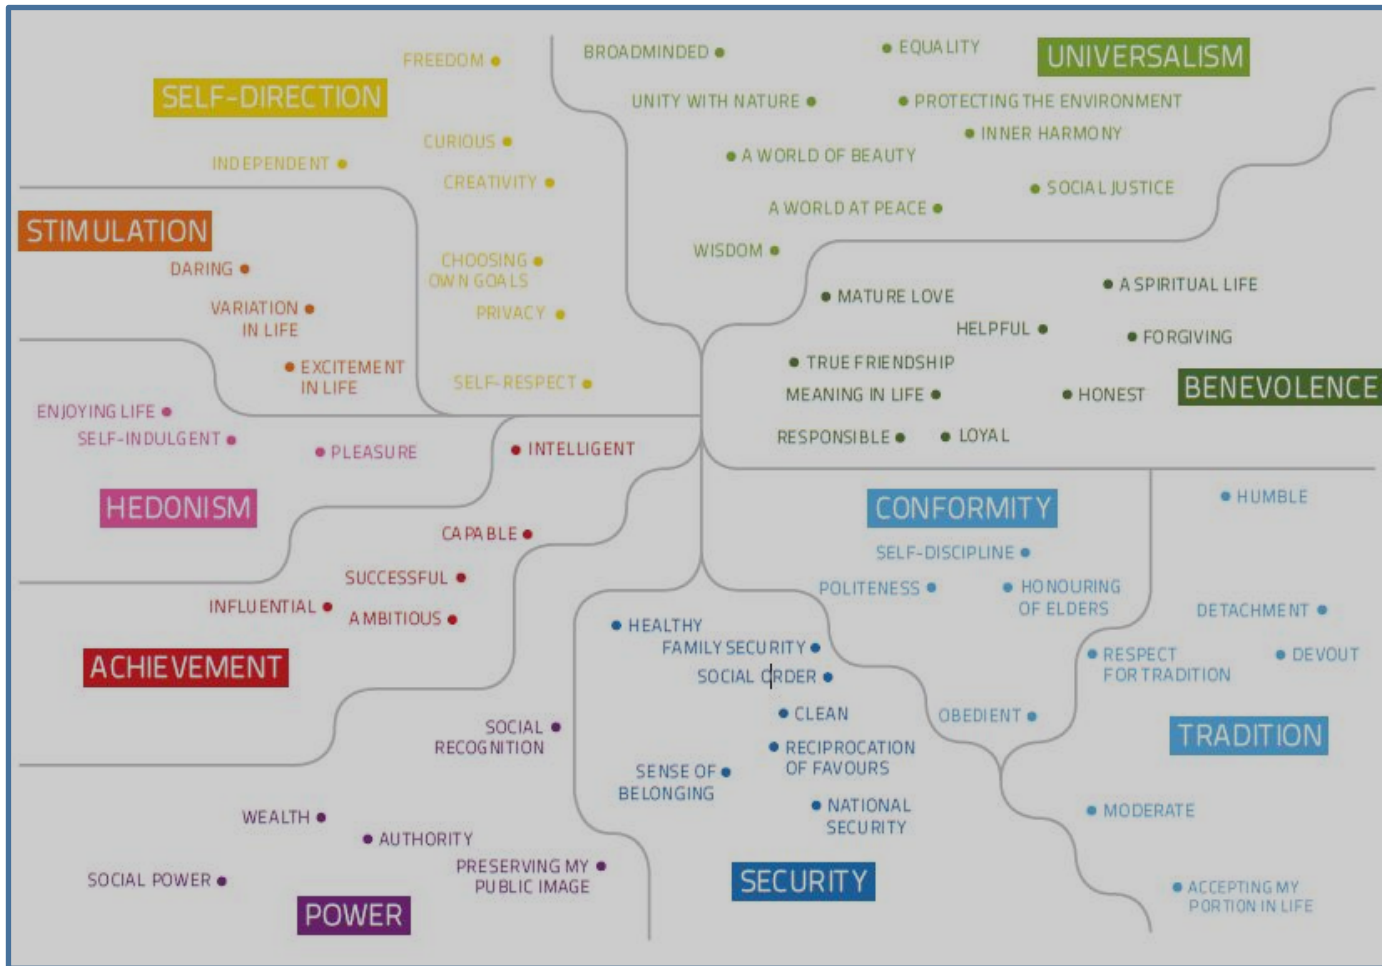 SELF-DIRECTION
FREEDOM
CURIOUS
INDEPENDENT
CREATIVITY
CHOOSING
OWN GOALS
PRIVACY
SELF-RESPECT
BROADMINDED
EQUALITY
UNIVERSALISM
UNITY WITH NATURE
PROTECTING THE ENVIRONMENT
INNER HARMONY
A WORLD OF BEAUTY
SOCIAL JUSTICE
A WORLD AT PEACE
WISDOM
STIMULATION
DARING
VARIATION
IN LIFE
EXCITEMENT
IN LIFE
A SPIRITUAL LIFE
MATURE LOVE
HELPFUL
FORGIVING
TRUE FRIENDSHIP
MEANING IN LIFE
HONEST
BENEVOLENCE
RESPONSIBLE
LOYAL
ENJOYING LIFE
SELF-INDULGENT
PLEASURE
HEDONISM
INTELLIGENT
CAPABLE
SUCCESSFUL
INFLUENTIAL
AMBITIOUS
ACHIEVEMENT
CONFORMITY
SELF-DISCIPLINE
POLITENESS
HONOURING
OF ELDERS
OBEDIENT
HUMBLE
DETACHMENT
RESPECT
FOR TRADITION
DEVOUT
TRADITION
MODERATE
ACCEPTING MY
PORTION IN LIFE
HEALTHY
FAMILY SECURITY
SOCIAL ORDER
CLEAN
RECIPROCATION
OF FAVOURS
SENSE OF
BELONGING
NATIONAL
SECURITY
SECURITY
SOCIAL
RECOGNITION
WEALTH
AUTHORITY
PRESERVING MY
PUBLIC IMAGE
SOCIAL POWER
POWER